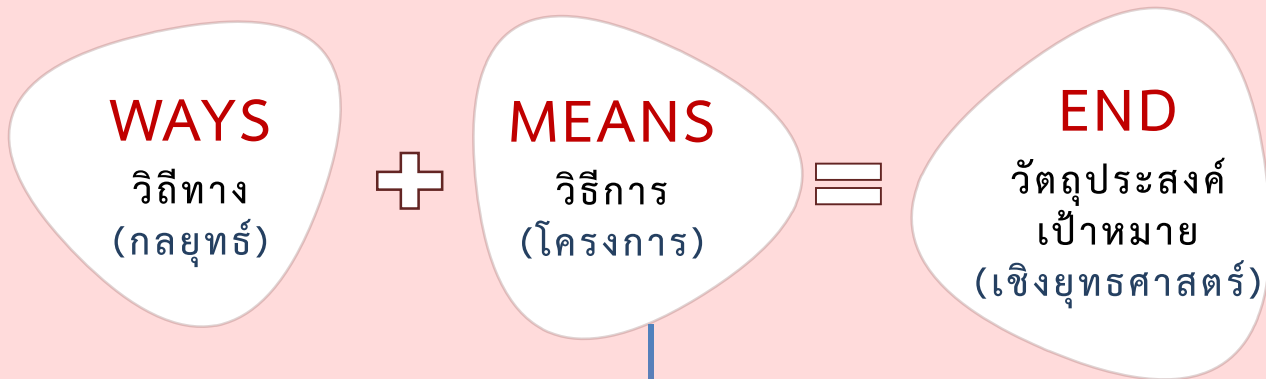 WAYS
วิถีทาง
(กลยุทธ์)
MEANS
วิธีการ
(โครงการ)
END
วัตถุประสงค์
เป้าหมาย
(เชิงยุทธศาสตร์)